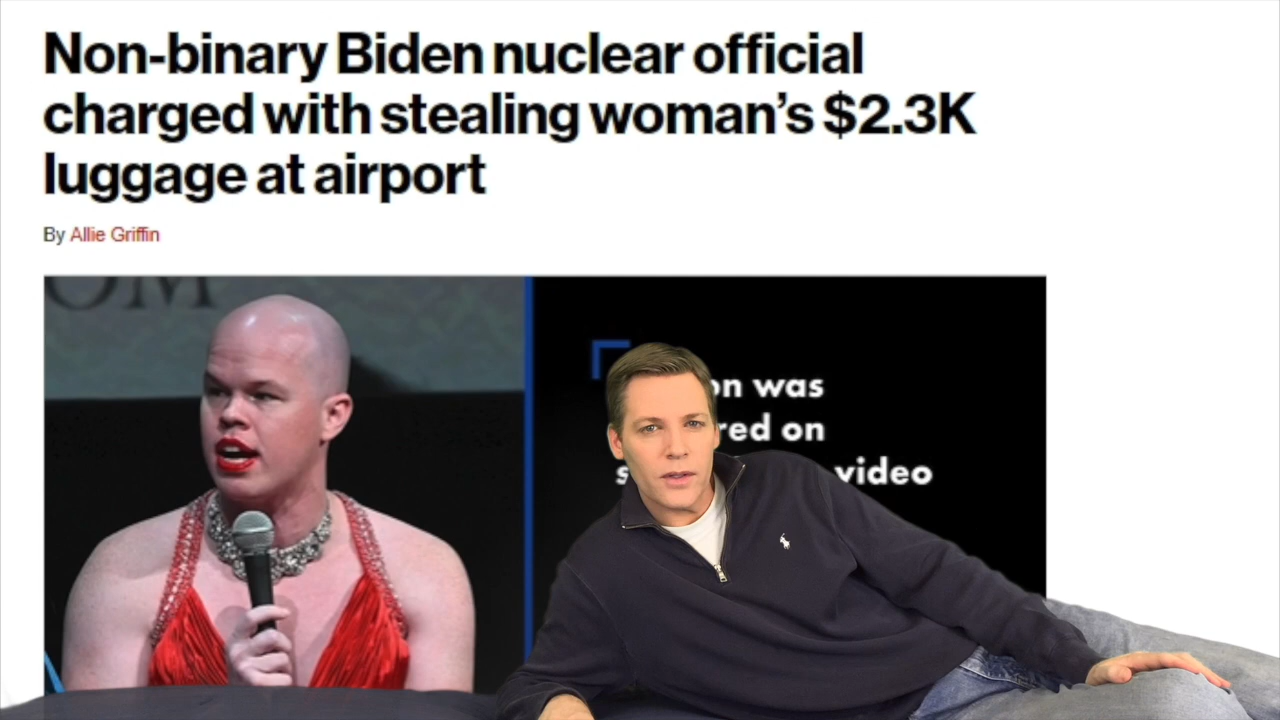 Non-binary Biden nuclear official
charged with stealing woman's $2.3K
luggage at airport
By Allie Griffin
OM
on was
red on
s video